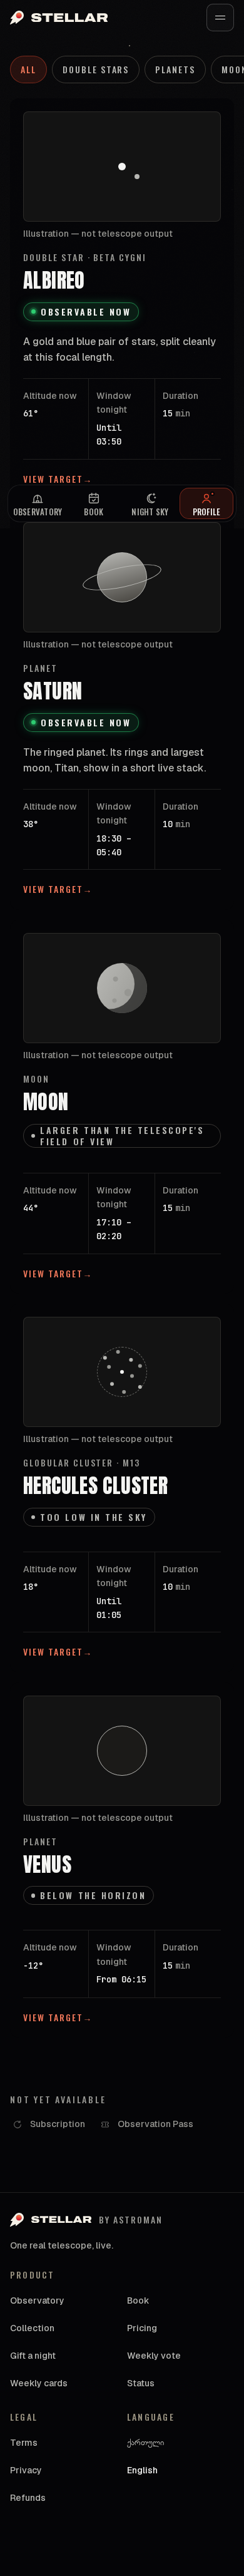 STELLAR
ALL
DOUBLE STARS
PLANETS
MOON
Illustration — not telescope output
DOUBLE STAR · BETA CYGNI
ALBIREO
OBSERVABLE NOW
A gold and blue pair of stars, split cleanly
at this focal length.
Altitude now
61°
Window
tonight
Until
03:50
Duration
15 min
VIEW TARGET→
OBSERVATORY
BOOK
NIGHT SKY
PROFILE
Illustration — not telescope output
PLANET
SATURN
OBSERVABLE NOW
The ringed planet. Its rings and largest
moon, Titan, show in a short live stack.
Altitude now
38°
Window
tonight
18:30 –
05:40
Duration
10 min
VIEW TARGET→
Illustration — not telescope output
MOON
MOON
LARGER THAN THE TELESCOPE'S
FIELD OF VIEW
Altitude now
44°
Window
tonight
17:10 –
02:20
Duration
15 min
VIEW TARGET→
Illustration — not telescope output
GLOBULAR CLUSTER · M13
HERCULES CLUSTER
TOO LOW IN THE SKY
Altitude now
18°
Window
tonight
Until
01:05
Duration
10 min
VIEW TARGET→
Illustration — not telescope output
PLANET
VENUS
BELOW THE HORIZON
Altitude now
-12°
Window
tonight
From 06:15
Duration
15 min
VIEW TARGET→
NOT YET AVAILABLE
Subscription
Observation Pass
STELLAR BY ASTROMAN
One real telescope, live.
PRODUCT
Observatory
Book
Collection
Pricing
Gift a night
Weekly vote
Weekly cards
Status
LEGAL
LANGUAGE
Terms
ქართული
Privacy
English
Refunds